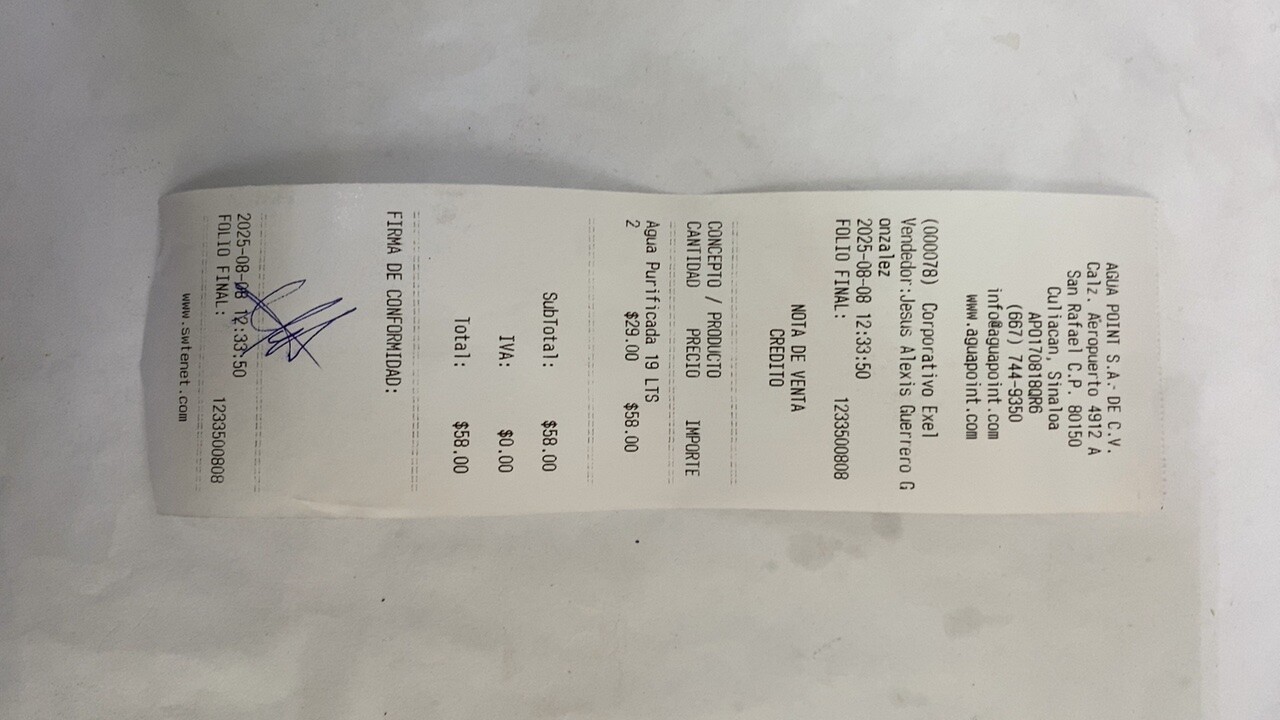 AGUA POINT S.A. DE C.V.
Calz. Aeropuerto 4912 A
San Rafael C.P. 80150
Culiacan, Sinaloa
APO170818QR6
(667) 744-9350
info@aguapoint.com
www.aguapoint.com
(000078) Corporativo Exel
Vendedor:Jesus Alexis Guerrero G
onzalez
2025-08-08 12:33:50
FOLIO FINAL: 1233500808
NOTA DE VENTA
CREDITO
CONCEPTO / PRODUCTO
CANTIDAD PRECIO IMPORTE
Agua Purificada 19 LTS
2 $29.00 $58.00
SubTotal: $58.00
IVA: $0.00
Total: $58.00
FIRMA DE CONFORMIDAD:
2025-08-08 12:33:50
FOLIO FINAL: 1233500808
www.swtenet.com